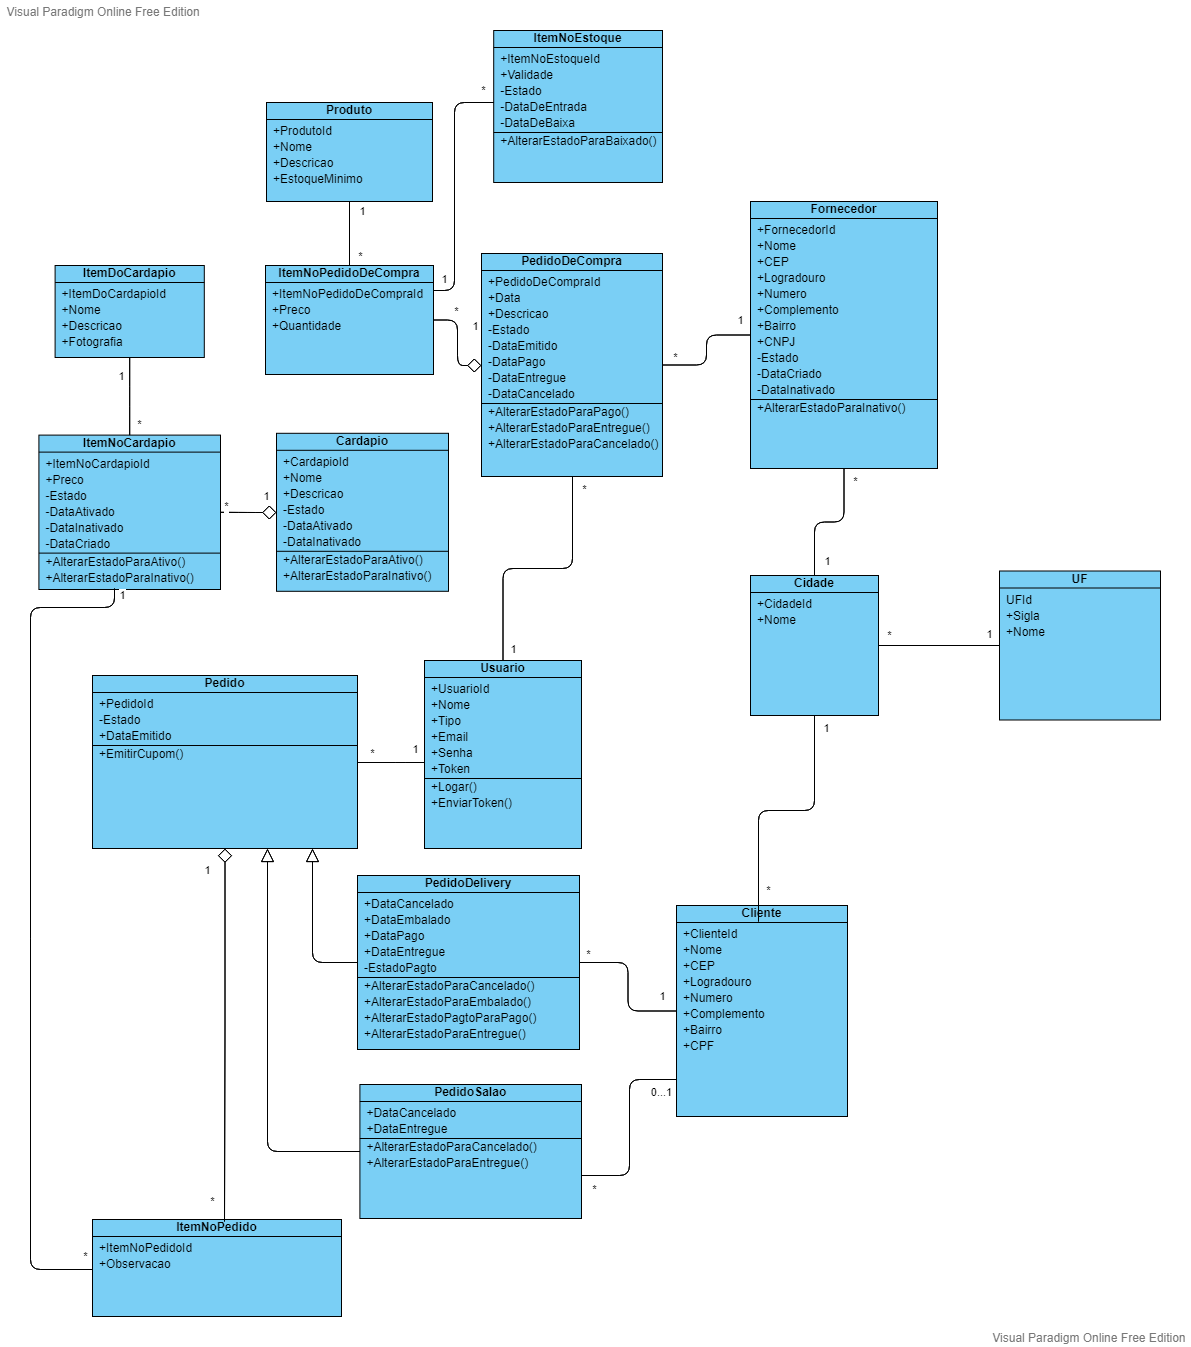 Visual Paradigm Online Free Edition
ItemNoEstoque
+ItemNoEstoqueId
+Validade
-Estado
-DataDeEntrada
-DataDeBaixa
+AlterarEstadoParaBaixado()
*
Produto
+ProdutoId
+Nome
+Descricao
+EstoqueMinimo
1
*
ItemNoPedidoDeCompra
+ItemNoPedidoDeCompraId
+Preco
+Quantidade
1
*
1
PedidoDeCompra
+PedidoDeCompraId
+Data
+Descricao
-Estado
-DataEmitido
-DataPago
-DataEntregue
-DataCancelado
+AlterarEstadoParaPago()
+AlterarEstadoParaEntregue()
+AlterarEstadoParaCancelado()
*
1
*
Fornecedor
+FornecedorId
+Nome
+CEP
+Logradouro
+Numero
+Complemento
+Bairro
+CNPJ
-Estado
-DataCriado
-DataInativado
+AlterarEstadoParaInativo()
*
1
ItemDoCardapio
+ItemDoCardapioId
+Nome
+Descricao
+Fotografia
1
*
ItemNoCardapio
+ItemNoCardapioId
+Preco
-Estado
-DataAtivado
-DataInativado
-DataCriado
+AlterarEstadoParaAtivo()
+AlterarEstadoParaInativo()
1
*
1
Cardapio
+CardapioId
+Nome
+Descricao
-Estado
-DataAtivado
-DataInativado
+AlterarEstadoParaAtivo()
+AlterarEstadoParaInativo()
Cidade
+CidadeId
+Nome
*
1
1
UF
UFId
+Sigla
+Nome
1
Usuario
+UsuarioId
+Nome
+Tipo
+Email
+Senha
+Token
+Logar()
+EnviarToken()
Pedido
+PedidoId
-Estado
+DataEmitido
+EmitirCupom()
*
1
1
PedidoDelivery
+DataCancelado
+DataEmbalado
+DataPago
+DataEntregue
-EstadoPagto
+AlterarEstadoParaCancelado()
+AlterarEstadoParaEmbalado()
+AlterarEstadoPagtoParaPago()
+AlterarEstadoParaEntregue()
*
1
*
Cliente
+ClienteId
+Nome
+CEP
+Logradouro
+Numero
+Complemento
+Bairro
+CPF
0...1
PedidoSalao
+DataCancelado
+DataEntregue
+AlterarEstadoParaCancelado()
+AlterarEstadoParaEntregue()
*
*
ItemNoPedido
+ItemNoPedidoId
+Observacao
*
Visual Paradigm Online Free Edition